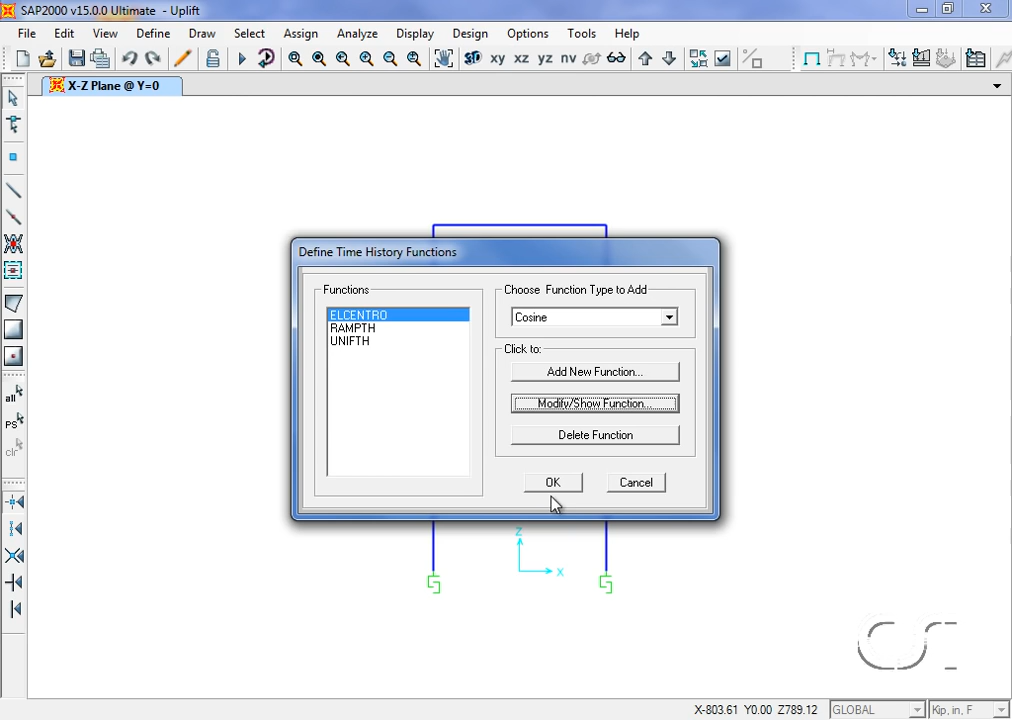 SAP2000 v15.0.0 Ultimate - Uplift
File Edit View Define Draw Select Assign Analyze Display Design Options Tools Help
3D xy xz yz nv
X-Z Plane @ Y=0
all
PS
clr
Define Time History Functions
Functions
ELCENTRO
RAMPTH
UNIFTH
Choose Function Type to Add
Cosine
Click to:
Add New Function...
Modify/Show Function...
Delete Function
OK Cancel
Z
X
CSI
X-803.61 Y0.00 Z789.12 GLOBAL Kip, in, F